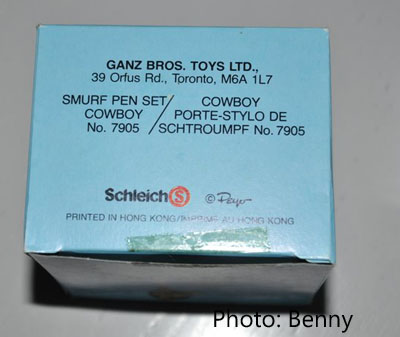 GANZ BROS. TOYS LTD.,
39 Orfus Rd., Tpronto, M6A 1L7
SMURF PEN SET/ COWBOY
COWBOY / PORTE-STYLO DE
No. 7905 / SCHTROUMPF No. 7905
Schleich S © Peyo
PRINTED IN HONG KONG/IMPRIMÉ AU HONG KONG
Photo: Benny